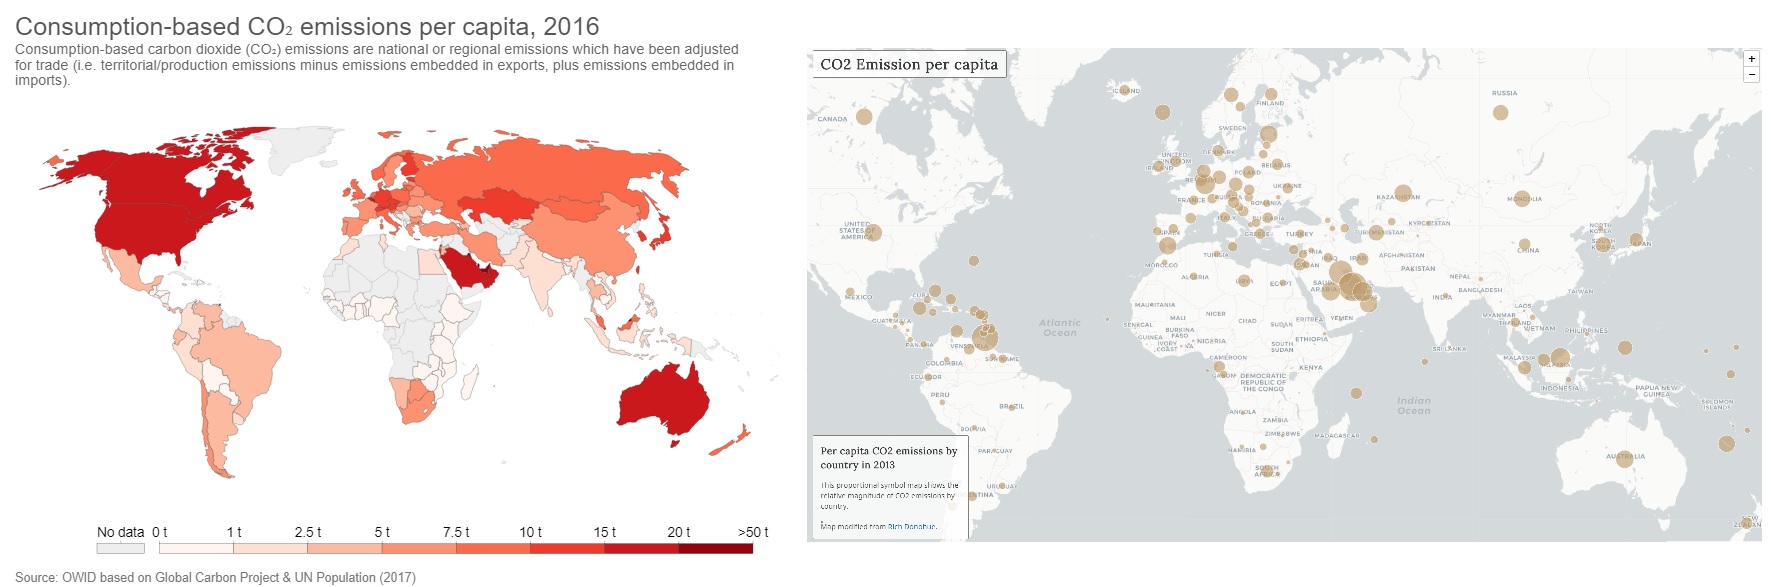 Consumption-based CO₂ emissions per capita, 2016
Consumption-based carbon dioxide (CO₂) emissions are national or regional emissions which have been adjusted
for trade (i.e. territorial/production emissions minus emissions embedded in exports, plus emissions embedded in
imports).
No data
0 t
1 t
2.5 t
5 t
7.5 t
10 t
15 t
20 t
>50 t
Source: OWID based on Global Carbon Project & UN Population (2017)
CO2 Emission per capita
+
−
ICELAND
RUSSIA
CANADA
FINLAND
SWEDEN
DENMARK
UNITED
KINGDOM
IRELAND
BELARUS
POLAND
UKRAINE
KAZAKHSTAN
MONGOLIA
FRANCE
ROMANIA
ITALY
BULGARIA
SPAIN
GREECE
TURKEY
KYRGYZSTAN
UNITED
STATES OF
AMERICA
NORTH
KOREA
SOUTH
KOREA
JAPAN
CHINA
TUNISIA
SYRIA
IRAQ
IRAN
AFGHANISTAN
MOROCCO
PAKISTAN
ALGERIA
LIBYA
EGYPT
NEPAL
SAUDI
ARABIA
BANGLADESH
TAIWAN
MEXICO
CUBA
INDIA
MAURITANIA
MYANMAR
LAOS
THAILAND
VIETNAM
PHILIPPINES
GUATEMALA
Atlantic
Ocean
SENEGAL
MALI
NIGER
CHAD
SUDAN
ERITREA
YEMEN
GUINEA
BURKINA
FASO
IVORY
COAST
NIGERIA
SOUTH
SUDAN
ETHIOPIA
PANAMA
VENEZUELA
SURINAME
SRI LANKA
COLOMBIA
CAMEROON
MALAYSIA
KENYA
ECUADOR
GABON
DEMOCRATIC
REPUBLIC OF
THE CONGO
INDONESIA
PAPUA NEW
GUINEA
PERU
BRAZIL
Indian
Ocean
SOLOMON
ISLANDS
ANGOLA
ZAMBIA
BOLIVIA
ZIMBABWE
MADAGASCAR
NAMIBIA
PARAGUAY
AUSTRALIA
SOUTH
AFRICA
URUGUAY
Per capita CO2 emissions by
country in 2013
This proportional symbol map shows the
relative magnitude of CO2 emissions by
country.
Map modified from Rich Donohue.